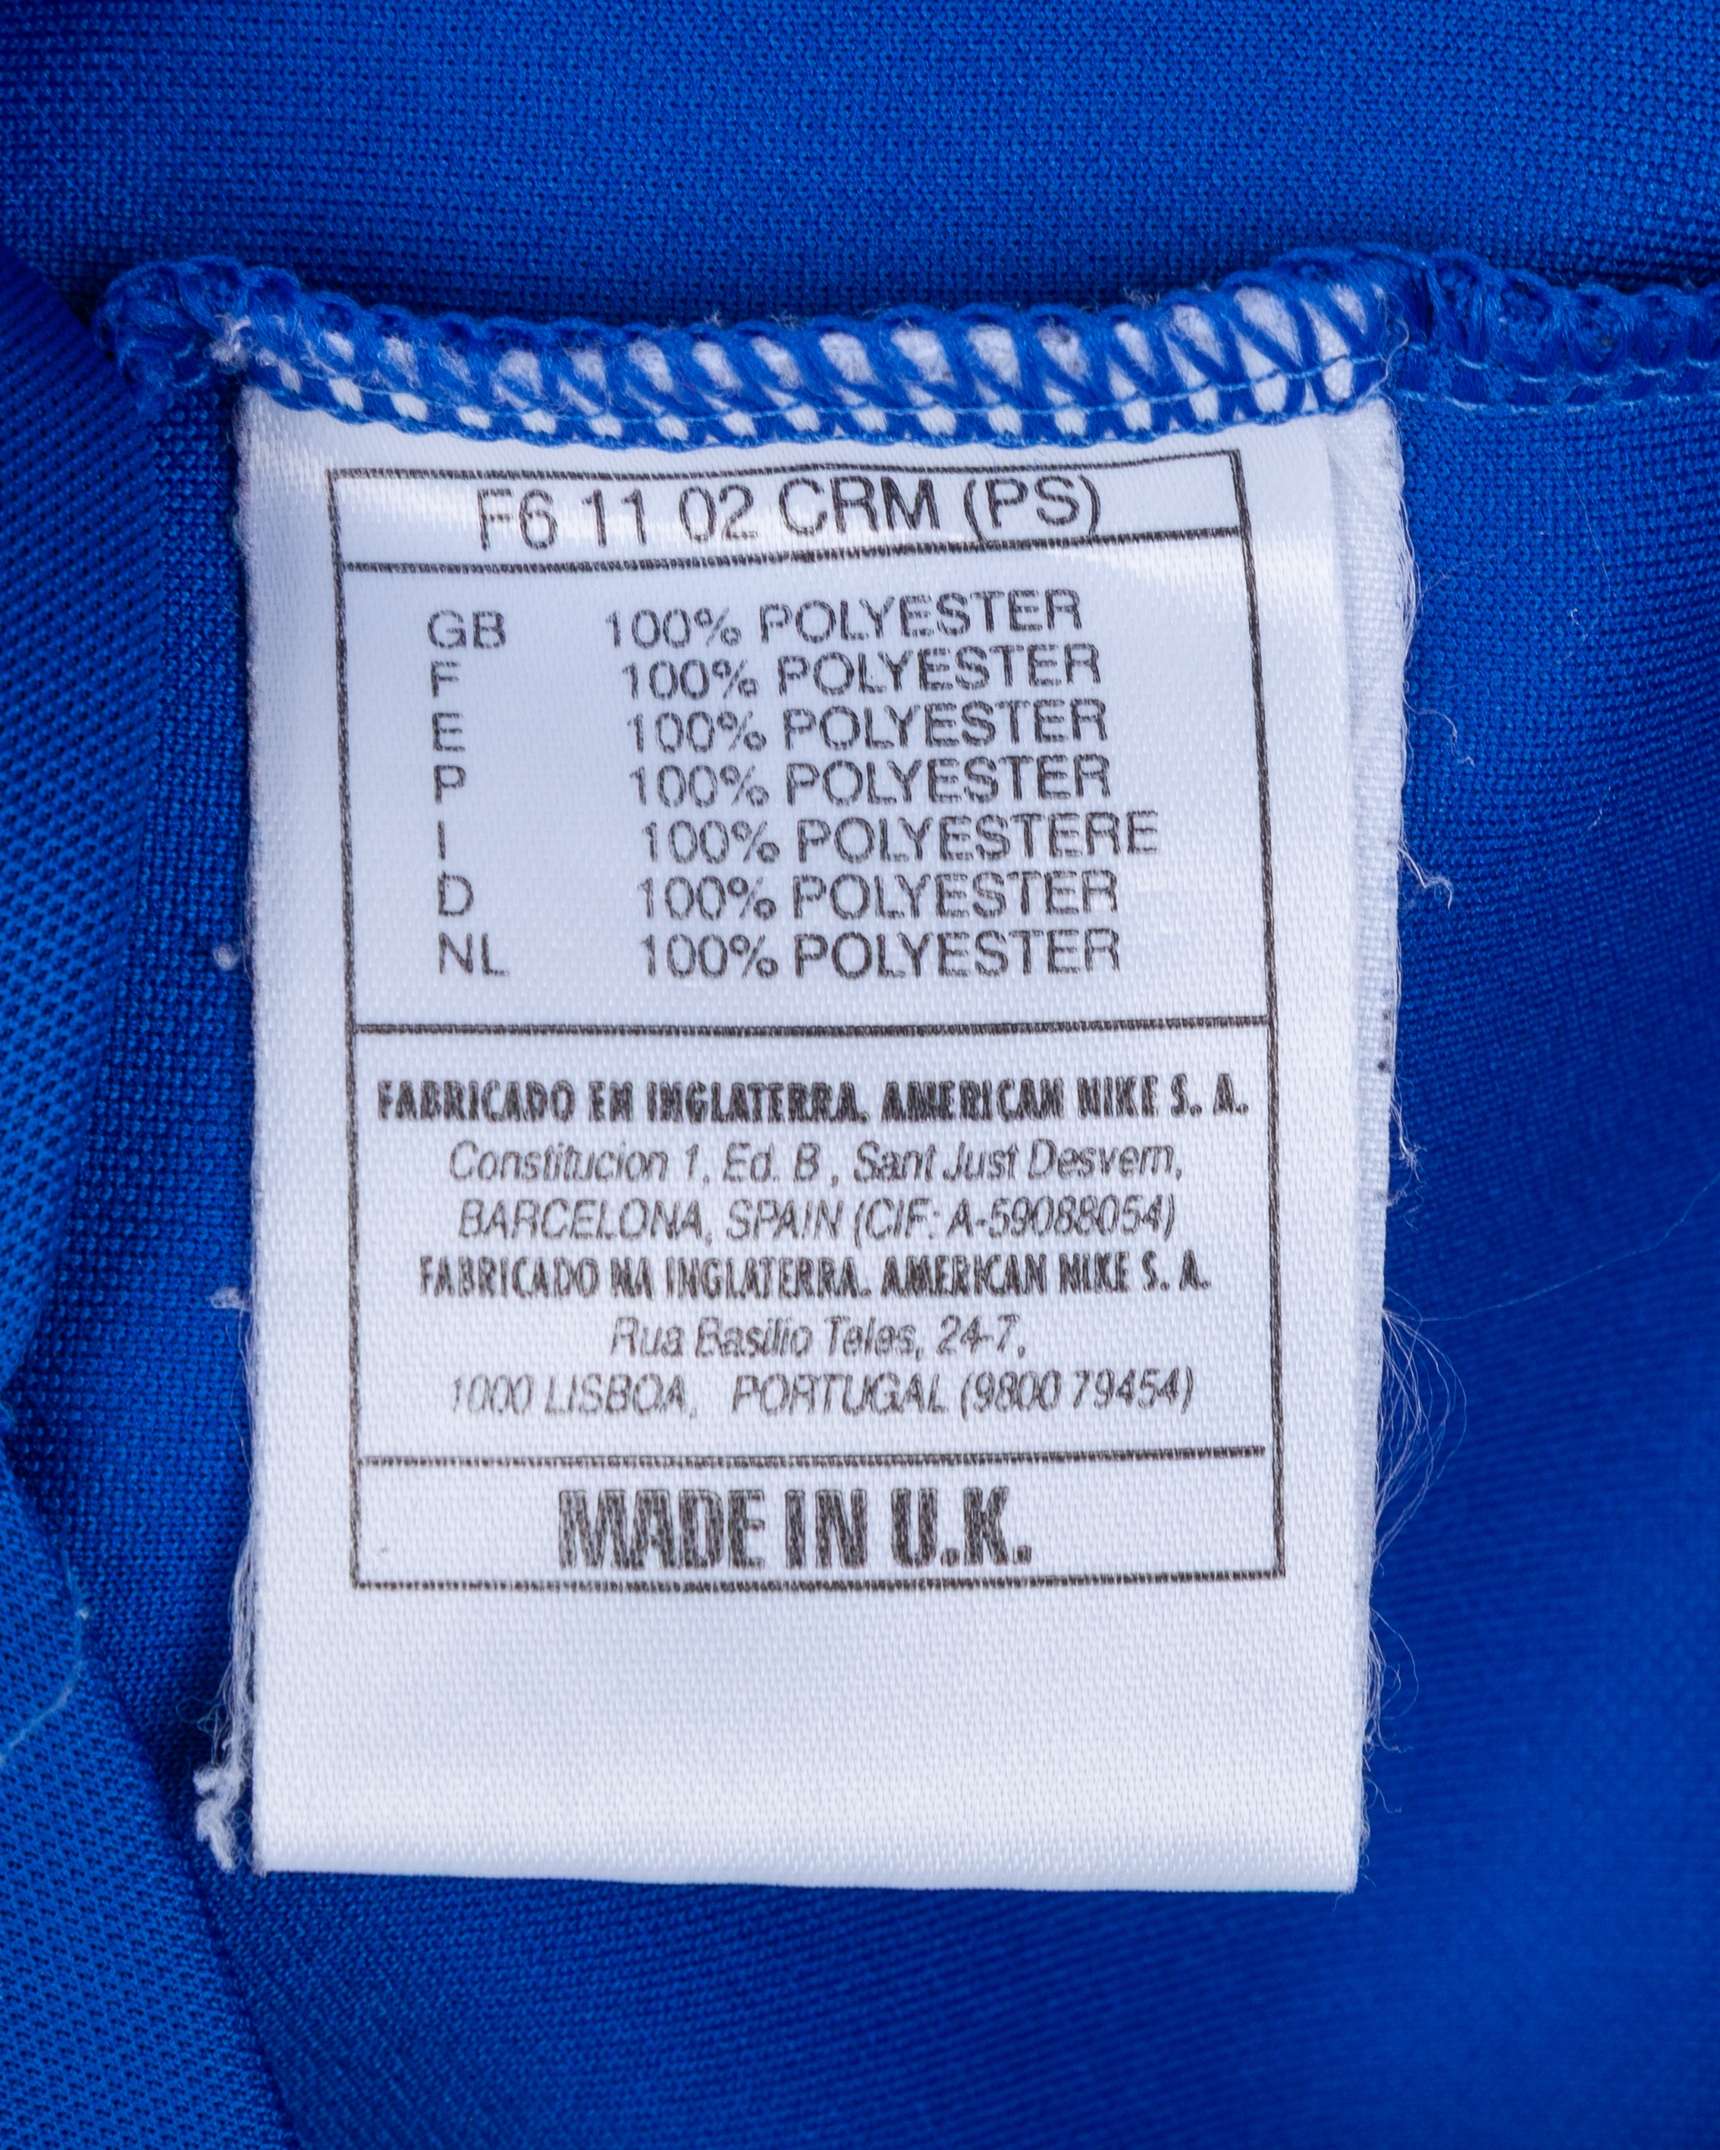 F6 11 02 CRM (PS)
GB 100% POLYESTER
F 100% POLYESTER
E 100% POLYESTER
P 100% POLYESTER
I 100% POLYESTERE
D 100% POLYESTER
NL 100% POLYESTER
FABRICADO EN INGLATERRA. AMERICAN NIKE S. A.
Constitucion 1, Ed. B , Sant Just Desvern,
BARCELONA, SPAIN (CIF: A-59088054)
FABRICADO NA INGLATERRA. AMERICAN NIKE S. A.
Rua Basilio Teles, 24-7,
1000 LISBOA, PORTUGAL (9800 79454)
MADE IN U.K.